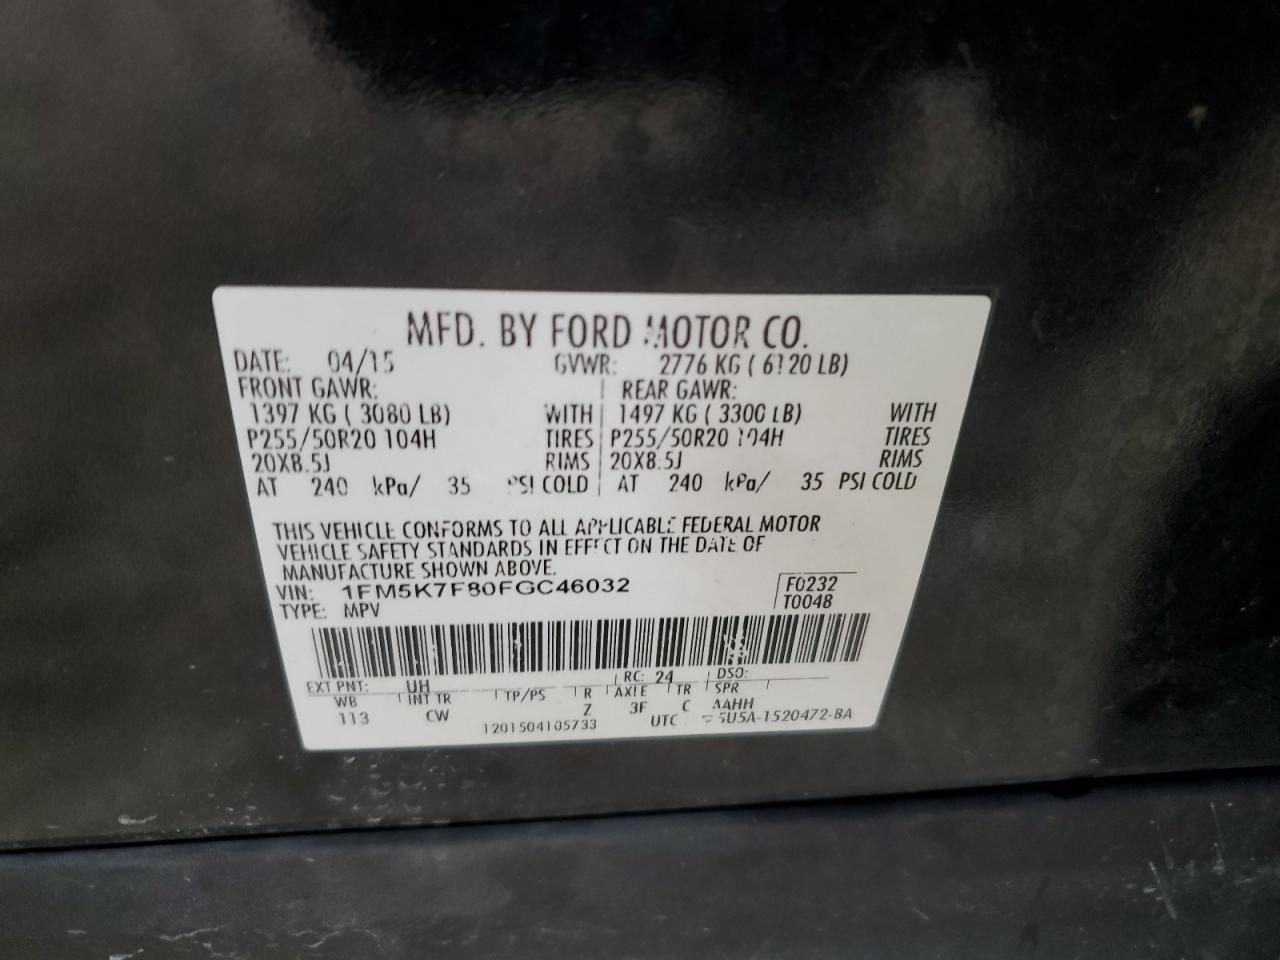 MFD. BY FORD MOTOR CO.
DATE: 04/15 GVWR: 2776 KG ( 6120 LB)
FRONT GAWR: REAR GAWR:
1397 KG ( 3080 LB) WITH 1497 KG ( 3300 LB) WITH
P255/50R20 104H TIRES P255/50R20 104H TIRES
20X8.5J RIMS 20X8.5J RIMS
AT 240 kPa/ 35 PSI COLD AT 240 kPa/ 35 PSI COLD
THIS VEHICLE CONFORMS TO ALL APPLICABLE FEDERAL MOTOR
VEHICLE SAFETY STANDARDS IN EFFECT ON THE DATE OF
MANUFACTURE SHOWN ABOVE.
VIN: 1FM5K7F80FGC46032 F0232
TYPE: MPV T0048
EXT PNT: UH RC: 24 DSO:
WB INT TR TP/PS R AXLE TR SPR
113 CW Z 3F C AAHH
1201504105733 UTC 5U5A-1520472-BA